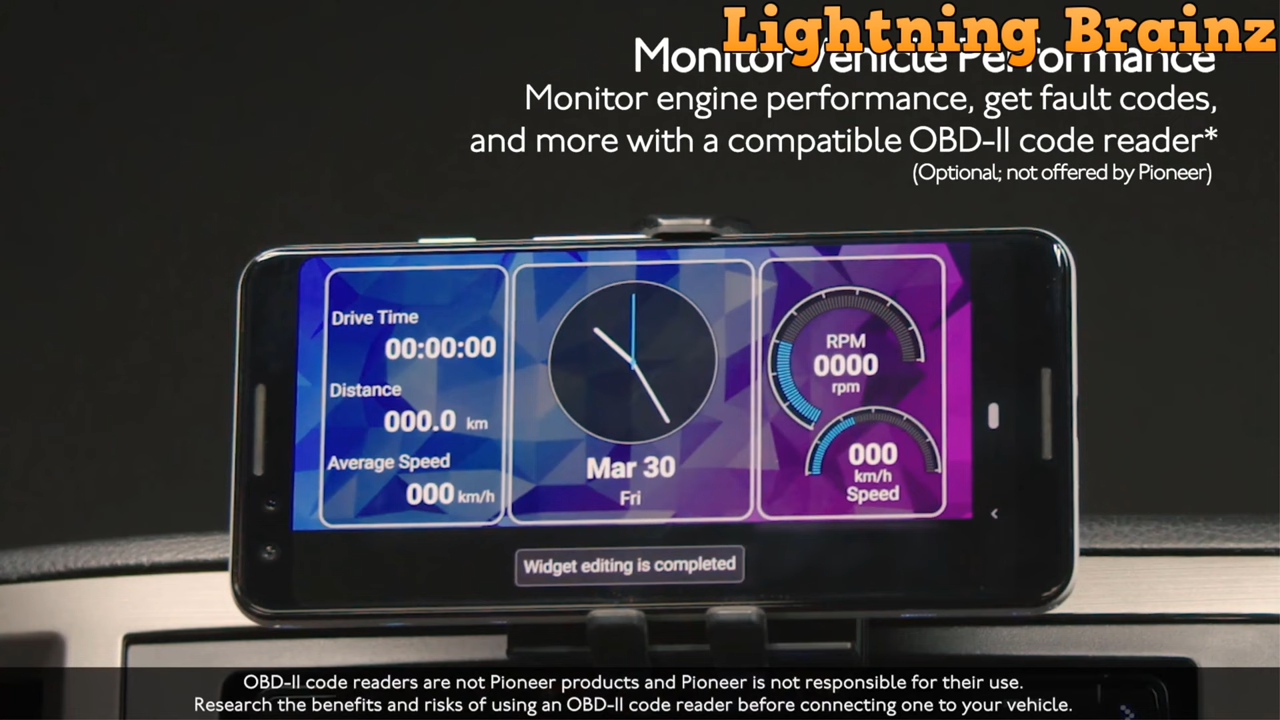 Lightning Brainz
Monitor Vehicle Performance
Monitor engine performance, get fault codes,
and more with a compatible OBD-II code reader*
(Optional; not offered by Pioneer)
Drive Time
00:00:00
Distance
000.0 km
Average Speed
000 km/h
Mar 30
Fri
RPM
0000
rpm
000
km/h
Speed
Widget editing is completed
OBD-II code readers are not Pioneer products and Pioneer is not responsible for their use.
Research the benefits and risks of using an OBD-II code reader before connecting one to your vehicle.